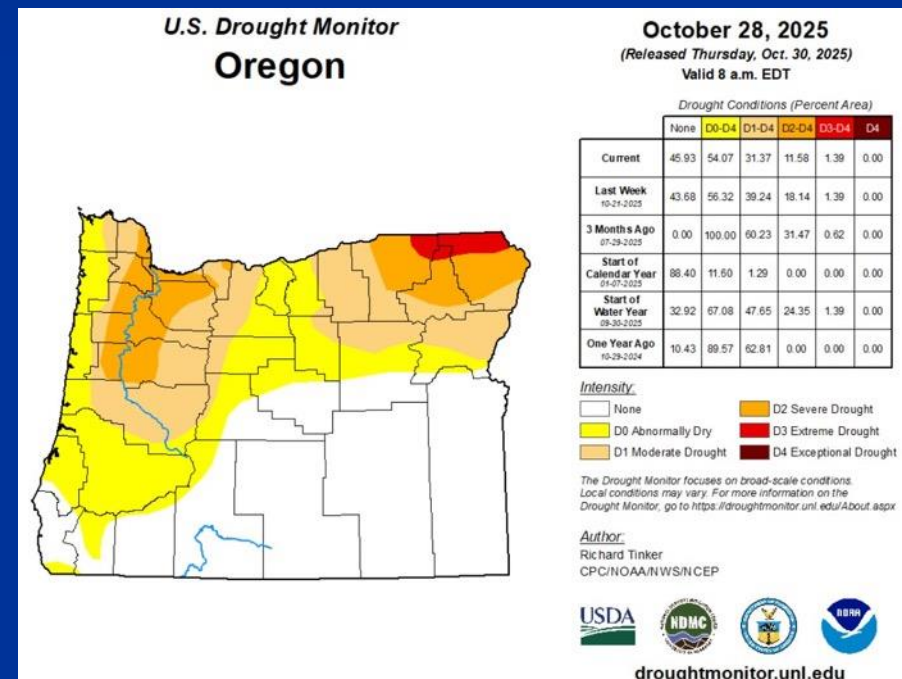 U.S. Drought Monitor
Oregon
October 28, 2025
(Released Thursday, Oct. 30, 2025)
Valid 8 a.m. EDT
Drought Conditions (Percent Area)
None D0-D4 D1-D4 D2-D4 D3-D4 D4
Current 45.93 54.07 31.37 11.58 1.39 0.00
Last Week 43.68 56.32 39.24 18.14 1.39 0.00
10-21-2025
3 Months Ago 0.00 100.00 60.23 31.47 0.62 0.00
07-29-2025
Start of
Calendar Year 88.40 11.60 1.29 0.00 0.00 0.00
01-07-2025
Start of
Water Year 32.92 67.08 47.65 24.35 1.39 0.00
09-30-2025
One Year Ago 10.43 89.57 62.81 0.00 0.00 0.00
10-29-2024
Intensity:
None
D0 Abnormally Dry
D1 Moderate Drought
D2 Severe Drought
D3 Extreme Drought
D4 Exceptional Drought
The Drought Monitor focuses on broad-scale conditions.
Local conditions may vary. For more information on the
Drought Monitor, go to https://droughtmonitor.unl.edu/About.aspx
Author:
Richard Tinker
CPC/NOAA/NWS/NCEP
USDA
NDMC
NOAA
droughtmonitor.unl.edu